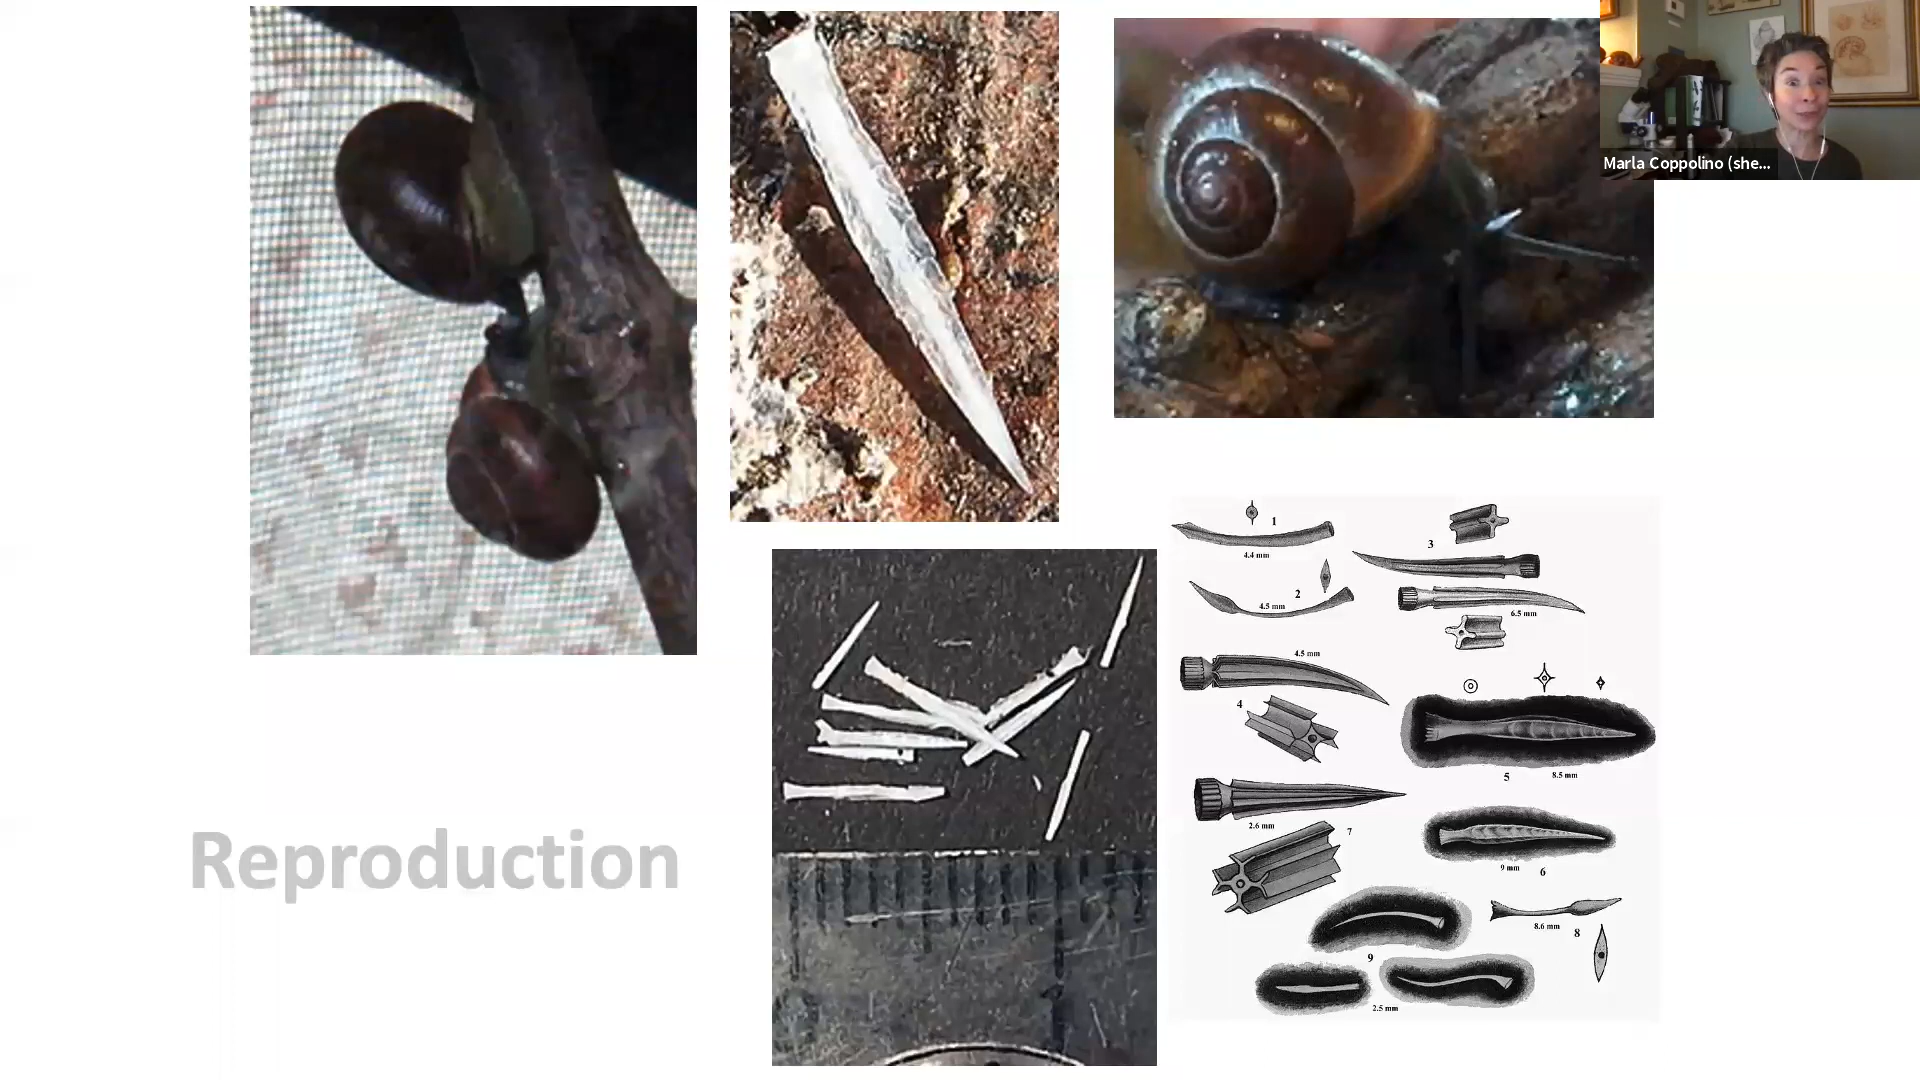 Marla Coppolino (she...
1
4.4 mm
3
2
4.5 mm
6.5 mm
4.5 mm
4
5
8.5 mm
2.6 mm
7
Reproduction
9 mm
6
8.6 mm
8
9
2.5 mm